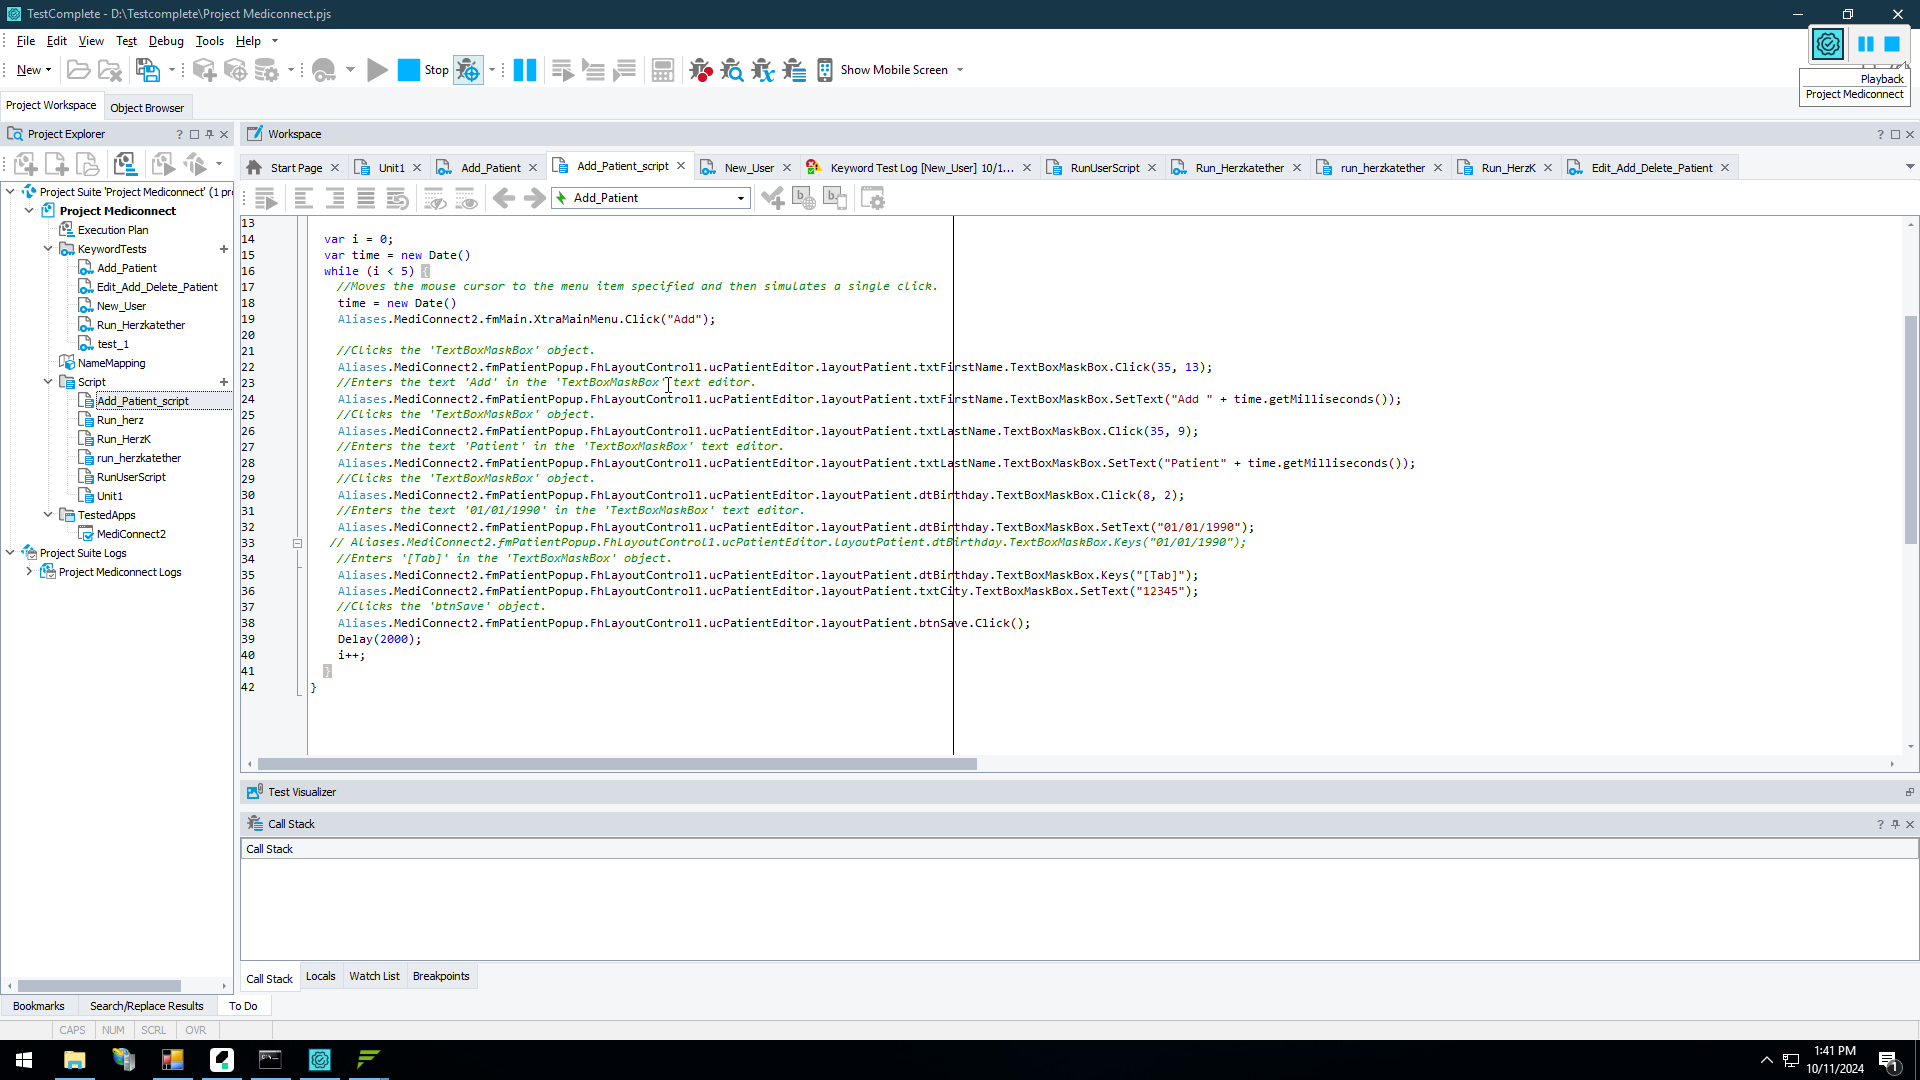 TestComplete - D:\Testcomplete\Project Mediconnect.pjs
File Edit View Test Debug Tools Help
New Stop Show Mobile Screen
Playback
Project Mediconnect
Project Workspace Object Browser
Project Explorer
Workspace
Start Page Unit1 Add_Patient Add_Patient_script New_User Keyword Test Log [New_User] 10/1... RunUserScript Run_Herzkatether run_herzkatether Run_HerzK Edit_Add_Delete_Patient
Add_Patient
Project Suite 'Project Mediconnect' (1 pr
Project Mediconnect
Execution Plan
KeywordTests
Add_Patient
Edit_Add_Delete_Patient
New_User
Run_Herzkatether
test_1
NameMapping
Script
Add_Patient_script
Run_herz
Run_HerzK
run_herzkatether
RunUserScript
Unit1
TestedApps
MediConnect2
Project Suite Logs
Project Mediconnect Logs
13
14 var i = 0;
15 var time = new Date()
16 while (i < 5) {
17 //Moves the mouse cursor to the menu item specified and then simulates a single click.
18 time = new Date()
19 Aliases.MediConnect2.fmMain.XtraMainMenu.Click("Add");
20
21 //Clicks the 'TextBoxMaskBox' object.
22 Aliases.MediConnect2.fmPatientPopup.FhLayoutControl1.ucPatientEditor.layoutPatient.txtFirstName.TextBoxMaskBox.Click(35, 13);
23 //Enters the text 'Add' in the 'TextBoxMaskBox' text editor.
24 Aliases.MediConnect2.fmPatientPopup.FhLayoutControl1.ucPatientEditor.layoutPatient.txtFirstName.TextBoxMaskBox.SetText("Add " + time.getMilliseconds());
25 //Clicks the 'TextBoxMaskBox' object.
26 Aliases.MediConnect2.fmPatientPopup.FhLayoutControl1.ucPatientEditor.layoutPatient.txtLastName.TextBoxMaskBox.Click(35, 9);
27 //Enters the text 'Patient' in the 'TextBoxMaskBox' text editor.
28 Aliases.MediConnect2.fmPatientPopup.FhLayoutControl1.ucPatientEditor.layoutPatient.txtLastName.TextBoxMaskBox.SetText("Patient" + time.getMilliseconds());
29 //Clicks the 'TextBoxMaskBox' object.
30 Aliases.MediConnect2.fmPatientPopup.FhLayoutControl1.ucPatientEditor.layoutPatient.dtBirthday.TextBoxMaskBox.Click(8, 2);
31 //Enters the text '01/01/1990' in the 'TextBoxMaskBox' text editor.
32 Aliases.MediConnect2.fmPatientPopup.FhLayoutControl1.ucPatientEditor.layoutPatient.dtBirthday.TextBoxMaskBox.SetText("01/01/1990");
33 // Aliases.MediConnect2.fmPatientPopup.FhLayoutControl1.ucPatientEditor.layoutPatient.dtBirthday.TextBoxMaskBox.Keys("01/01/1990");
34 //Enters '[Tab]' in the 'TextBoxMaskBox' object.
35 Aliases.MediConnect2.fmPatientPopup.FhLayoutControl1.ucPatientEditor.layoutPatient.dtBirthday.TextBoxMaskBox.Keys("[Tab]");
36 Aliases.MediConnect2.fmPatientPopup.FhLayoutControl1.ucPatientEditor.layoutPatient.txtCity.TextBoxMaskBox.SetText("12345");
37 //Clicks the 'btnSave' object.
38 Aliases.MediConnect2.fmPatientPopup.FhLayoutControl1.ucPatientEditor.layoutPatient.btnSave.Click();
39 Delay(2000);
40 i++;
41 }
42 }
Test Visualizer
Call Stack
Call Stack
Call Stack Locals Watch List Breakpoints
Bookmarks Search/Replace Results To Do
CAPS NUM SCRL OVR
1:41 PM
10/11/2024
1